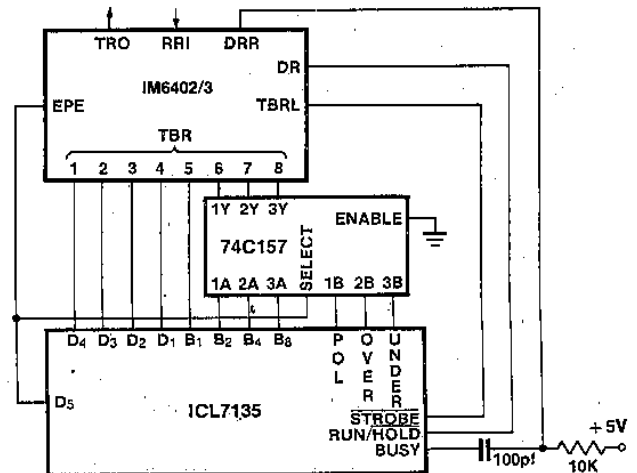 TRO RRI DRR
DR
IM6402/3
EPE
TBRL
TBR
1 2 3 4 5 6 7 8
1Y 2Y 3Y
ENABLE
74C157
SELECT
1A 2A 3A
1B 2B 3B
D4 D3 D2 D1 B1 B2 B4 B8
POL
OVER
UNDER
D5
ICL7135
STROBE
RUN/HOLD
BUSY
100pf
+5V
10K